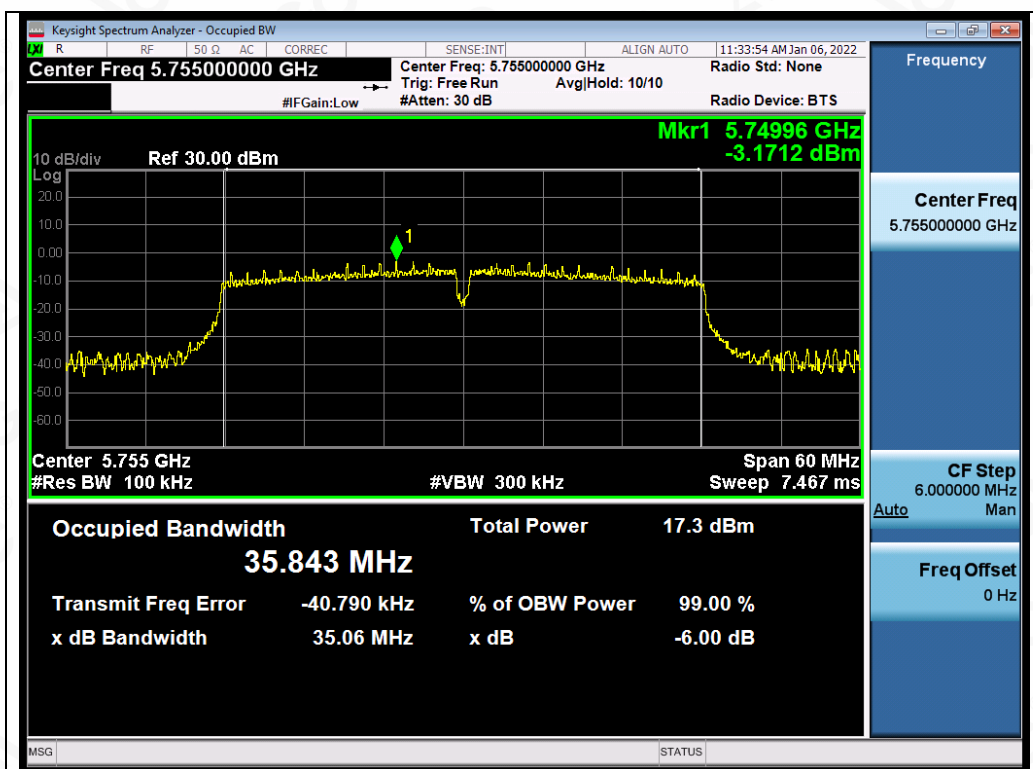 Keysight Spectrum Analyzer - Occupied BW
LXI R RF 50 Ω AC CORREC SENSE:INT ALIGN AUTO 11:33:54 AM Jan 06, 2022
Center Freq 5.755000000 GHz
Center Freq: 5.755000000 GHz
Radio Std: None
Trig: Free Run Avg|Hold: 10/10
#IFGain:Low
#Atten: 30 dB
Radio Device: BTS
Mkr1 5.74996 GHz
-3.1712 dBm
10 dB/div Ref 30.00 dBm
Log
20.0
10.0
0.00
-10.0
-20.0
-30.0
-40.0
-50.0
-60.0
1
Center 5.755 GHz Span 60 MHz
#Res BW 100 kHz #VBW 300 kHz Sweep 7.467 ms
Occupied Bandwidth Total Power 17.3 dBm
35.843 MHz
Transmit Freq Error -40.790 kHz % of OBW Power 99.00 %
x dB Bandwidth 35.06 MHz x dB -6.00 dB
MSG STATUS
Frequency
Center Freq
5.755000000 GHz
CF Step
6.000000 MHz
Auto Man
Freq Offset
0 Hz